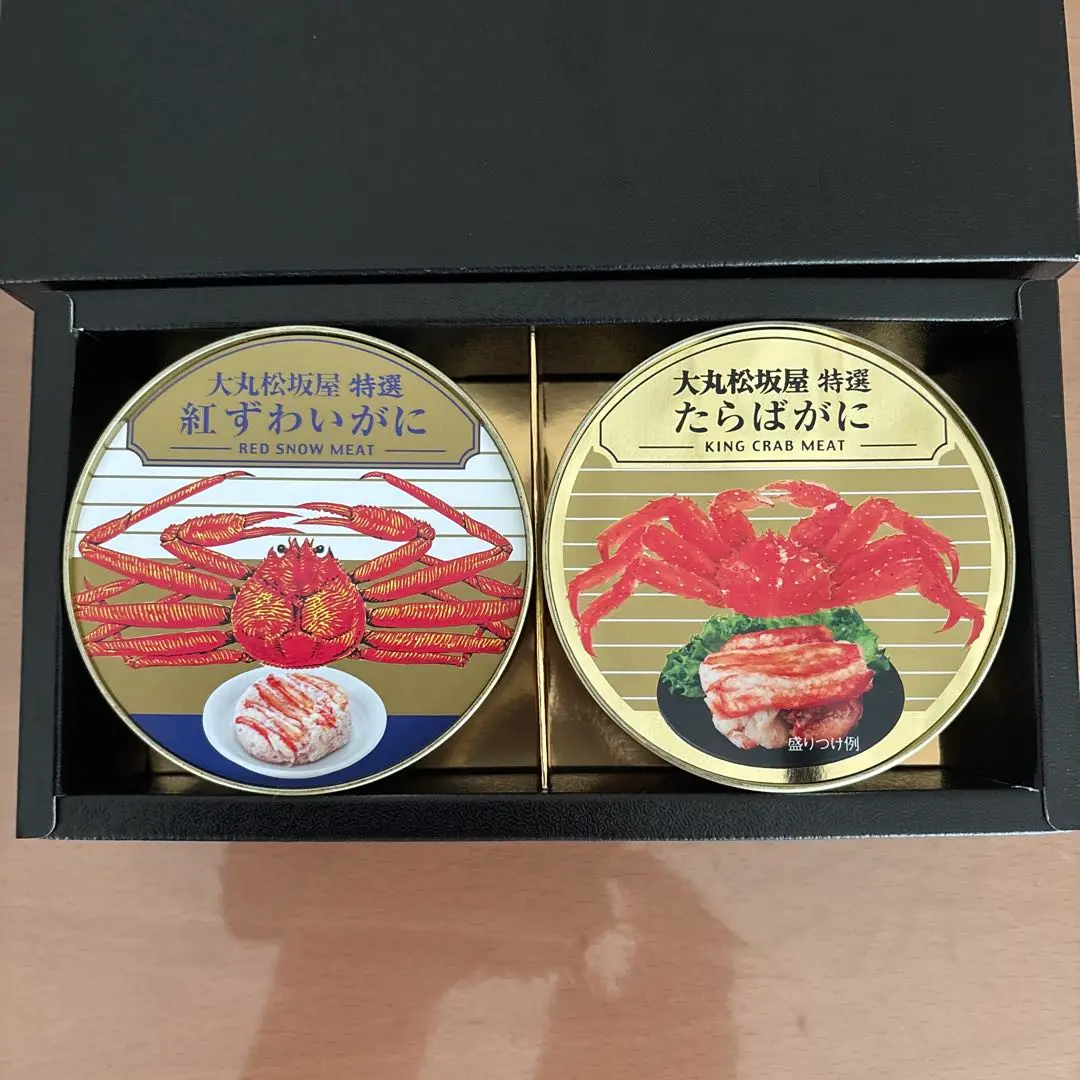 大丸松坂屋 特選
紅ずわいがに
RED SNOW MEAT
大丸松坂屋 特選
たらばがに
KING CRAB MEAT
盛りつけ例